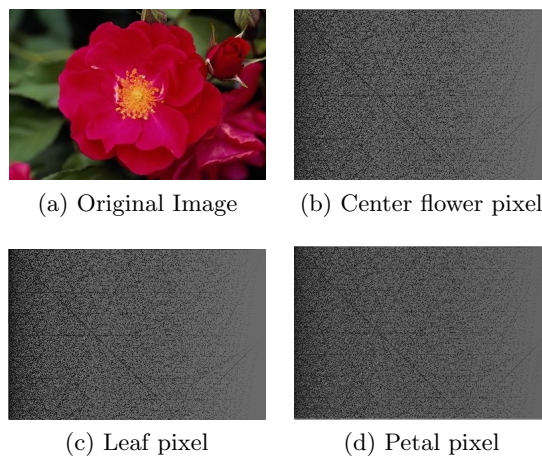 (a) Original Image
(b) Center flower pixel
(c) Leaf pixel
(d) Petal pixel